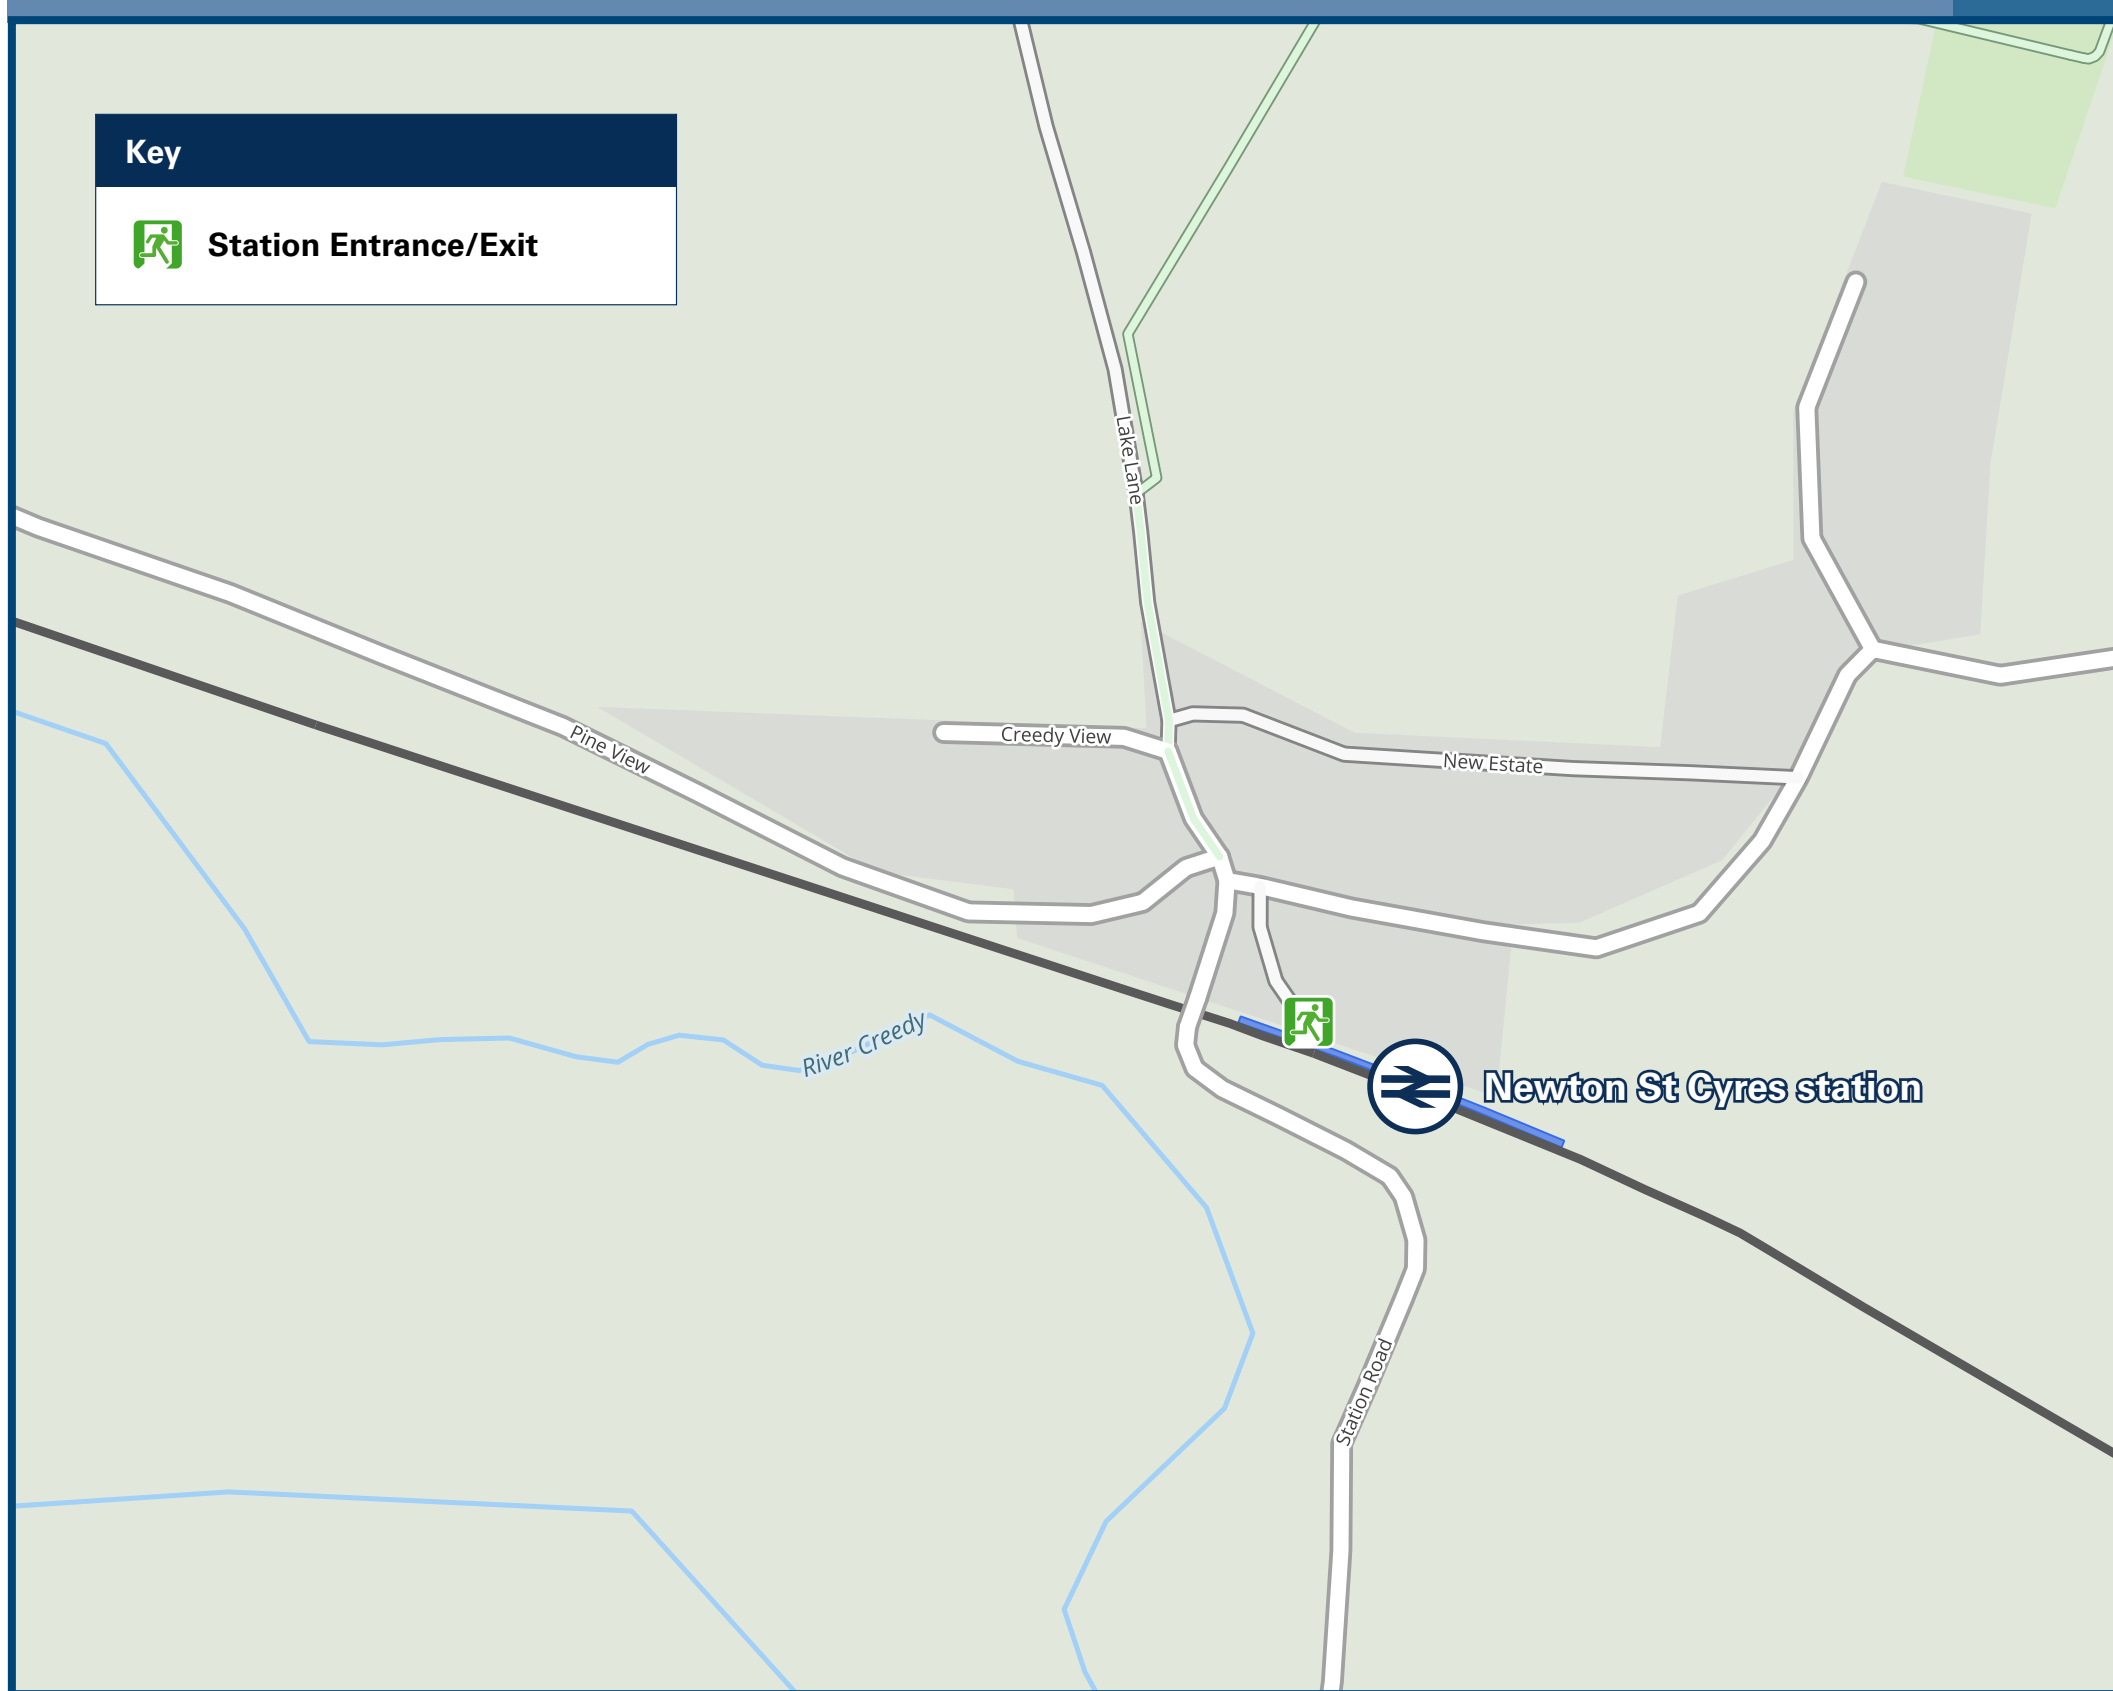 Key
Station Entrance/Exit
Lake Lane
Pine View
Creedy View
New Estate
River Creedy
Newton St Cyres station
Station Road